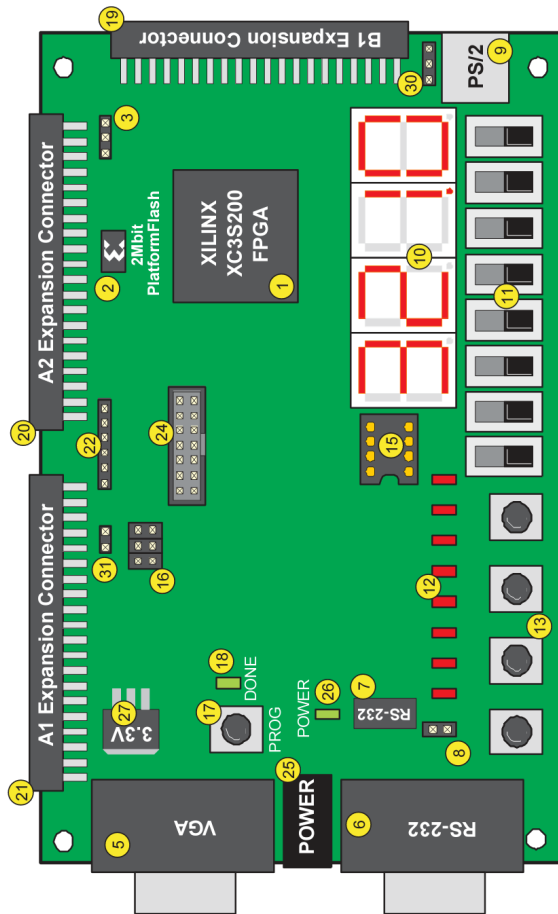 19
B1 Expansion Connector
30
PS/2
9
20
A2 Expansion Connector
3
2
2Mbit
PlatformFlash
XILINX
XC3S200
FPGA
1
10
11
22
24
15
21
A1 Expansion Connector
31
16
12
13
3.3V
27
18
DONE
17
PROG
POWER
26
7
RS-232
8
5
VGA
25
POWER
6
RS-232